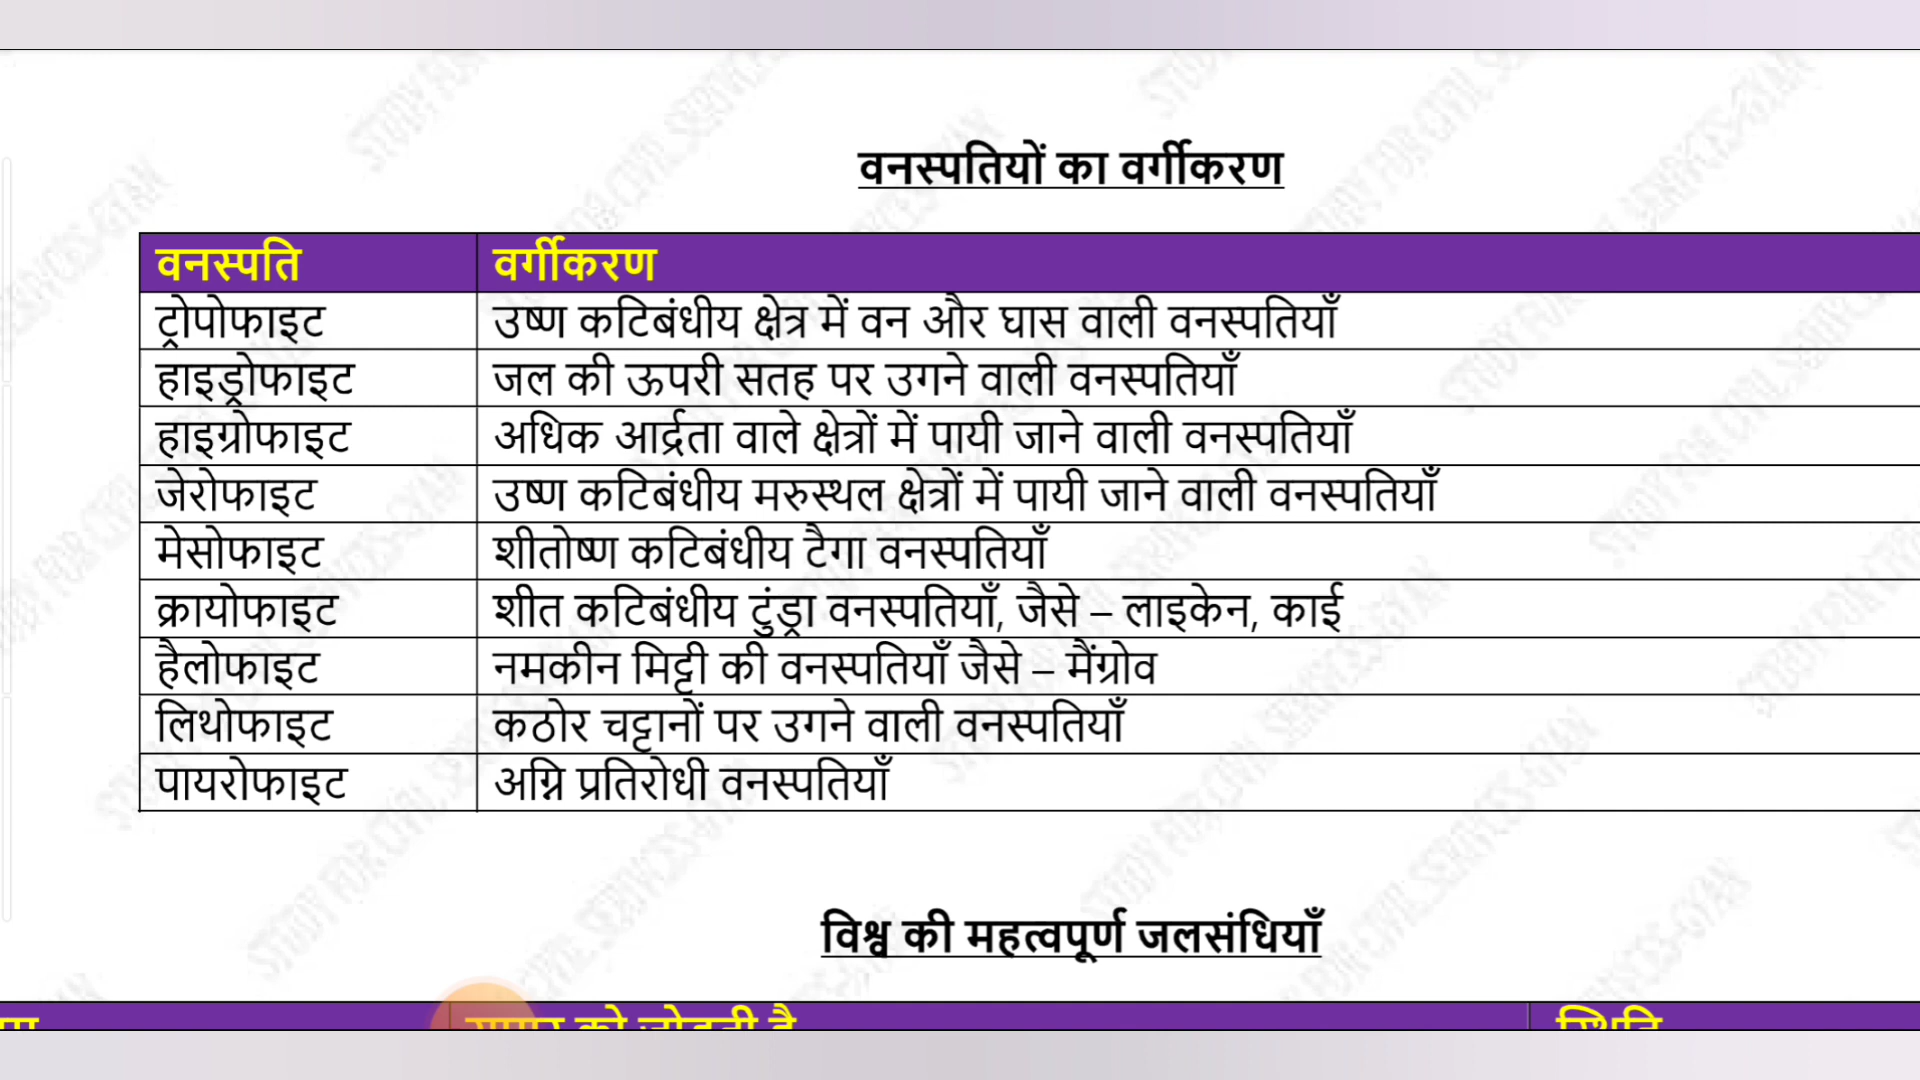 वनस्पतियों का वर्गीकरण
वनस्पति वर्गीकरण
ट्रोपोफाइट उष्ण कटिबंधीय क्षेत्र में वन और घास वाली वनस्पतियाँ
हाइड्रोफाइट जल की ऊपरी सतह पर उगने वाली वनस्पतियाँ
हाइग्रोफाइट अधिक आर्द्रता वाले क्षेत्रों में पायी जाने वाली वनस्पतियाँ
जेरोफाइट उष्ण कटिबंधीय मरुस्थल क्षेत्रों में पायी जाने वाली वनस्पतियाँ
मेसोफाइट शीतोष्ण कटिबंधीय टैगा वनस्पतियाँ
क्रायोफाइट शीत कटिबंधीय टुंड्रा वनस्पतियाँ, जैसे – लाइकेन, काई
हैलोफाइट नमकीन मिट्टी की वनस्पतियाँ जैसे – मैंग्रोव
लिथोफाइट कठोर चट्टानों पर उगने वाली वनस्पतियाँ
पायरोफाइट अग्नि प्रतिरोधी वनस्पतियाँ
विश्व की महत्वपूर्ण जलसंधियाँ
को जोड़ती है स्थिति